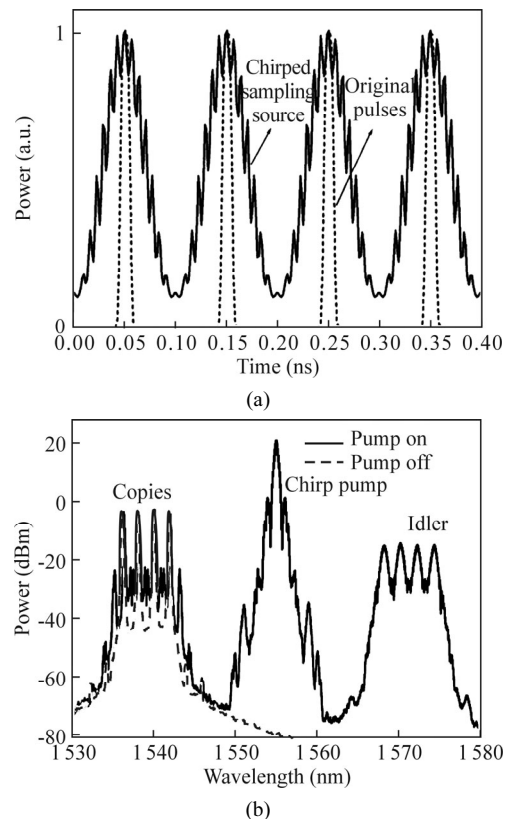 1
Chirped
sampling
source
Original
pulses
Power (a.u.)
0
0.00 0.05 0.10 0.15 0.20 0.25 0.30 0.35 0.40
Time (ns)
(a)
20
Pump on
Pump off
Copies
Chirp pump
0
Idler
Power (dBm)
-20
-40
-60
-80
1 530 1 540 1 550 1 560 1 570 1 580
Wavelength (nm)
(b)